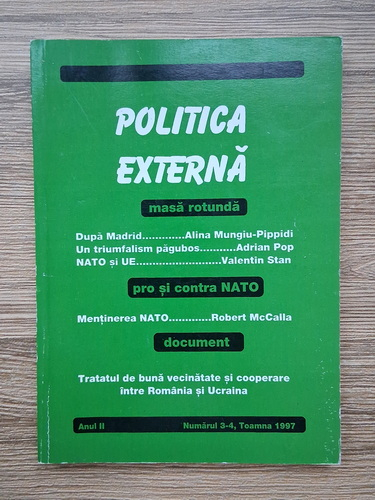 POLITICA
EXTERNĂ
masă rotundă
După Madrid.............Alina Mungiu-Pippidi
Un triumfalism păgubos...........Adrian Pop
NATO și UE..........................Valentin Stan
pro și contra NATO
Menținerea NATO.............Robert McCalla
document
Tratatul de bună vecinătate și cooperare
între România și Ucraina
Anul II Numărul 3-4, Toamna 1997